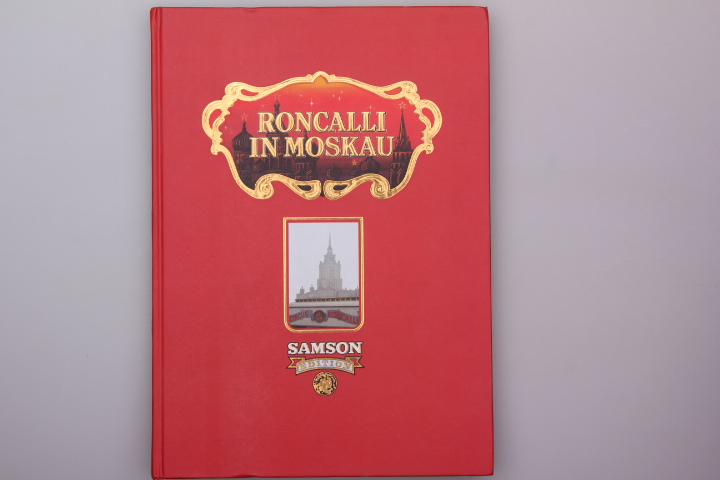 RONCALLI
IN MOSKAU
SAMSON
EDITION